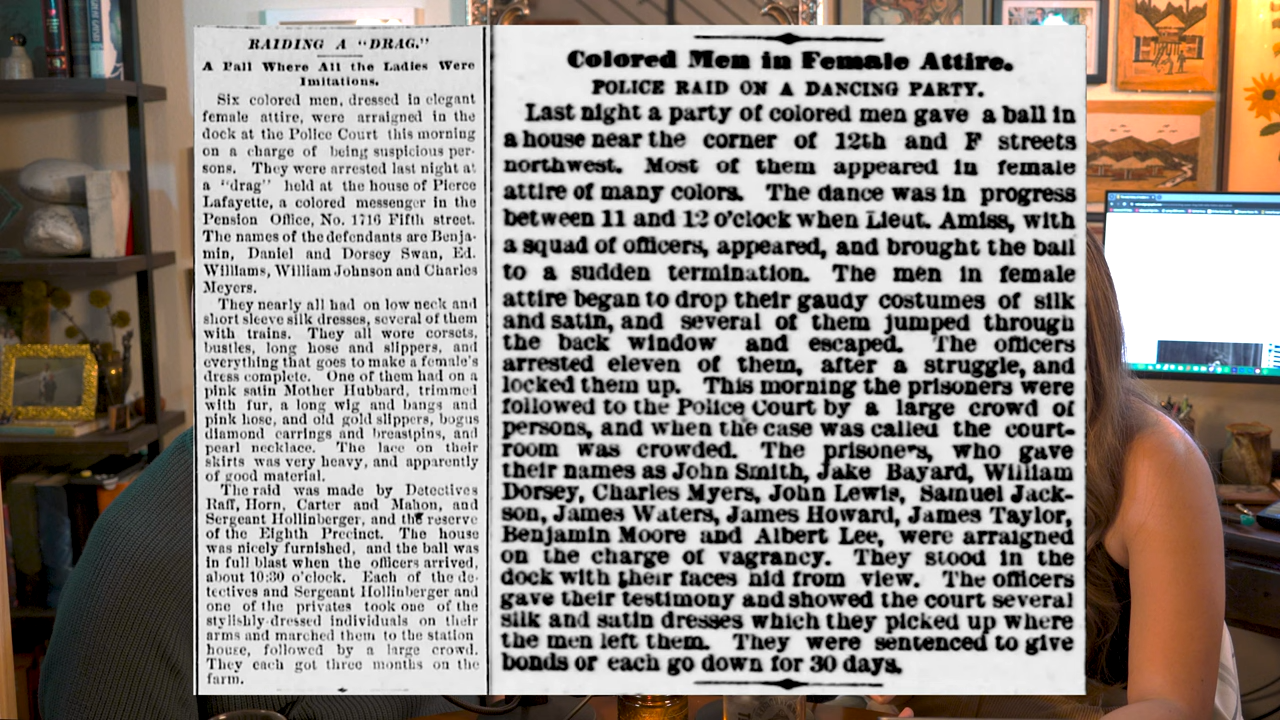 RAIDING A "DRAG."
A Ball Where All the Ladies Were
Imitations.
Six colored men, dressed in elegant
female attire, were arraigned in the
dock at the Police Court this morning
on a charge of being suspicious per-
sons. They were arrested last night at
a "drag" held at the house of Pierce
Lafayette, a colored messenger in the
Pension Office, No. 1716 Fifth street.
The names of the defendants are Benja-
min, Daniel and Dorsey Swan, Ed.
Williams, William Johnson and Charles
Meyers.
They nearly all had on low neck and
short sleeve silk dresses, several of them
with trains. They all wore corsets,
bustles, long hose and slippers, and
everything that goes to make a female's
dress complete. One of them had on a
pink satin Mother Hubbard, trimmed
with fur, a long wig and bangs and
pink hose, and old gold slippers, bogus
diamond earrings and breastpins, and
pearl necklace. The lace on their
skirts was very heavy, and apparently
of good material.
The raid was made by Detectives
Raff, Horn, Carter and Mahon, and
Sergeant Hollinberger, and the reserve
of the Eighth Precinct. The house
was nicely furnished, and the ball was
in full blast when the officers arrived,
about 10:30 o'clock. Each of the de-
tectives and Sergeant Hollinberger and
one of the privates took one of the
stylishly-dressed individuals on their
arms and marched them to the station
house, followed by a large crowd.
They each got three months on the
farm.
Colored Men in Female Attire.
POLICE RAID ON A DANCING PARTY.
Last night a party of colored men gave a ball in
a house near the corner of 12th and F streets
northwest. Most of them appeared in female
attire of many colors. The dance was in progress
between 11 and 12 o'clock when Lieut. Amiss, with
a squad of officers, appeared, and brought the ball
to a sudden termination. The men in female
attire began to drop their gaudy costumes of silk
and satin, and several of them jumped through
the back window and escaped. The officers
arrested eleven of them, after a struggle, and
locked them up. This morning the prisoners were
followed to the Police Court by a large crowd of
persons, and when the case was called the court-
room was crowded. The prisoners, who gave
their names as John Smith, Jake Bayard, William
Dorsey, Charles Myers, John Lewis, Samuel Jack-
son, James Waters, James Howard, James Taylor,
Benjamin Moore and Albert Lee, were arraigned
on the charge of vagrancy. They stood in the
dock with their faces hid from view. The officers
gave their testimony and showed the court several
silk and satin dresses which they picked up where
the men left them. They were sentenced to give
bonds or each go down for 30 days.